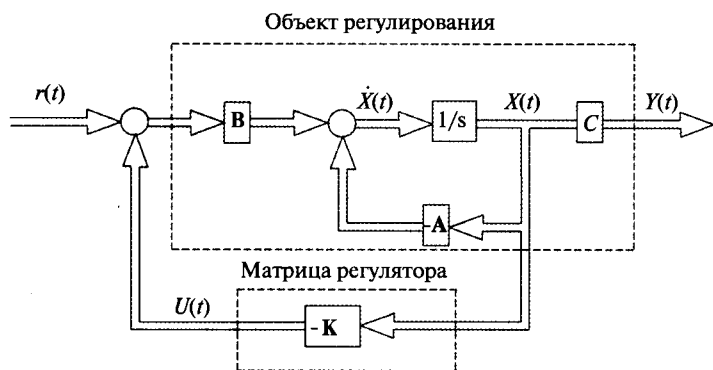 Объект регулирования
r(t)
B
Ẋ(t)
1/s
X(t)
C
Y(t)
-A
Матрица регулятора
U(t)
-K